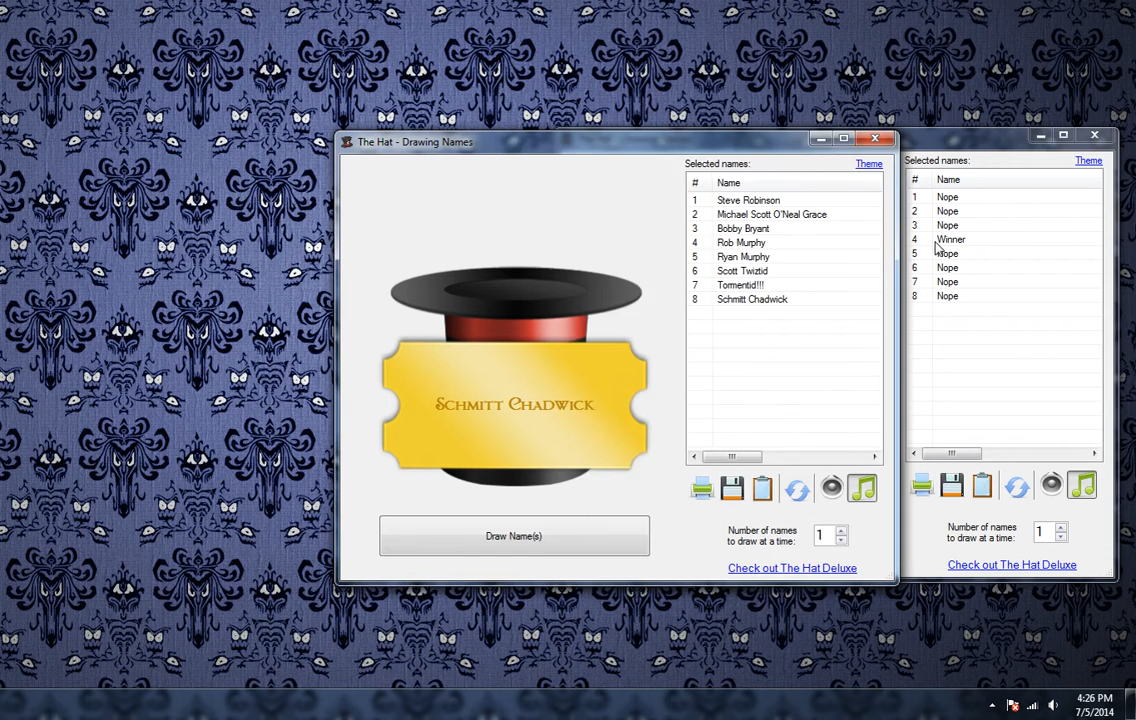 The Hat - Drawing Names
Selected names:
Theme
# Name
1 Steve Robinson
2 Michael Scott O'Neal Grace
3 Bobby Bryant
4 Rob Murphy
5 Ryan Murphy
6 Scott Twiztid
7 Tormentid!!!
8 Schmitt Chadwick
Schmitt Chadwick
Draw Name(s)
Number of names
to draw at a time:
1
Check out The Hat Deluxe
Selected names:
Theme
# Name
1 Nope
2 Nope
3 Nope
4 Winner
5 Nope
6 Nope
7 Nope
8 Nope
Number of names
to draw at a time:
1
Check out The Hat Deluxe
4:26 PM
7/5/2014